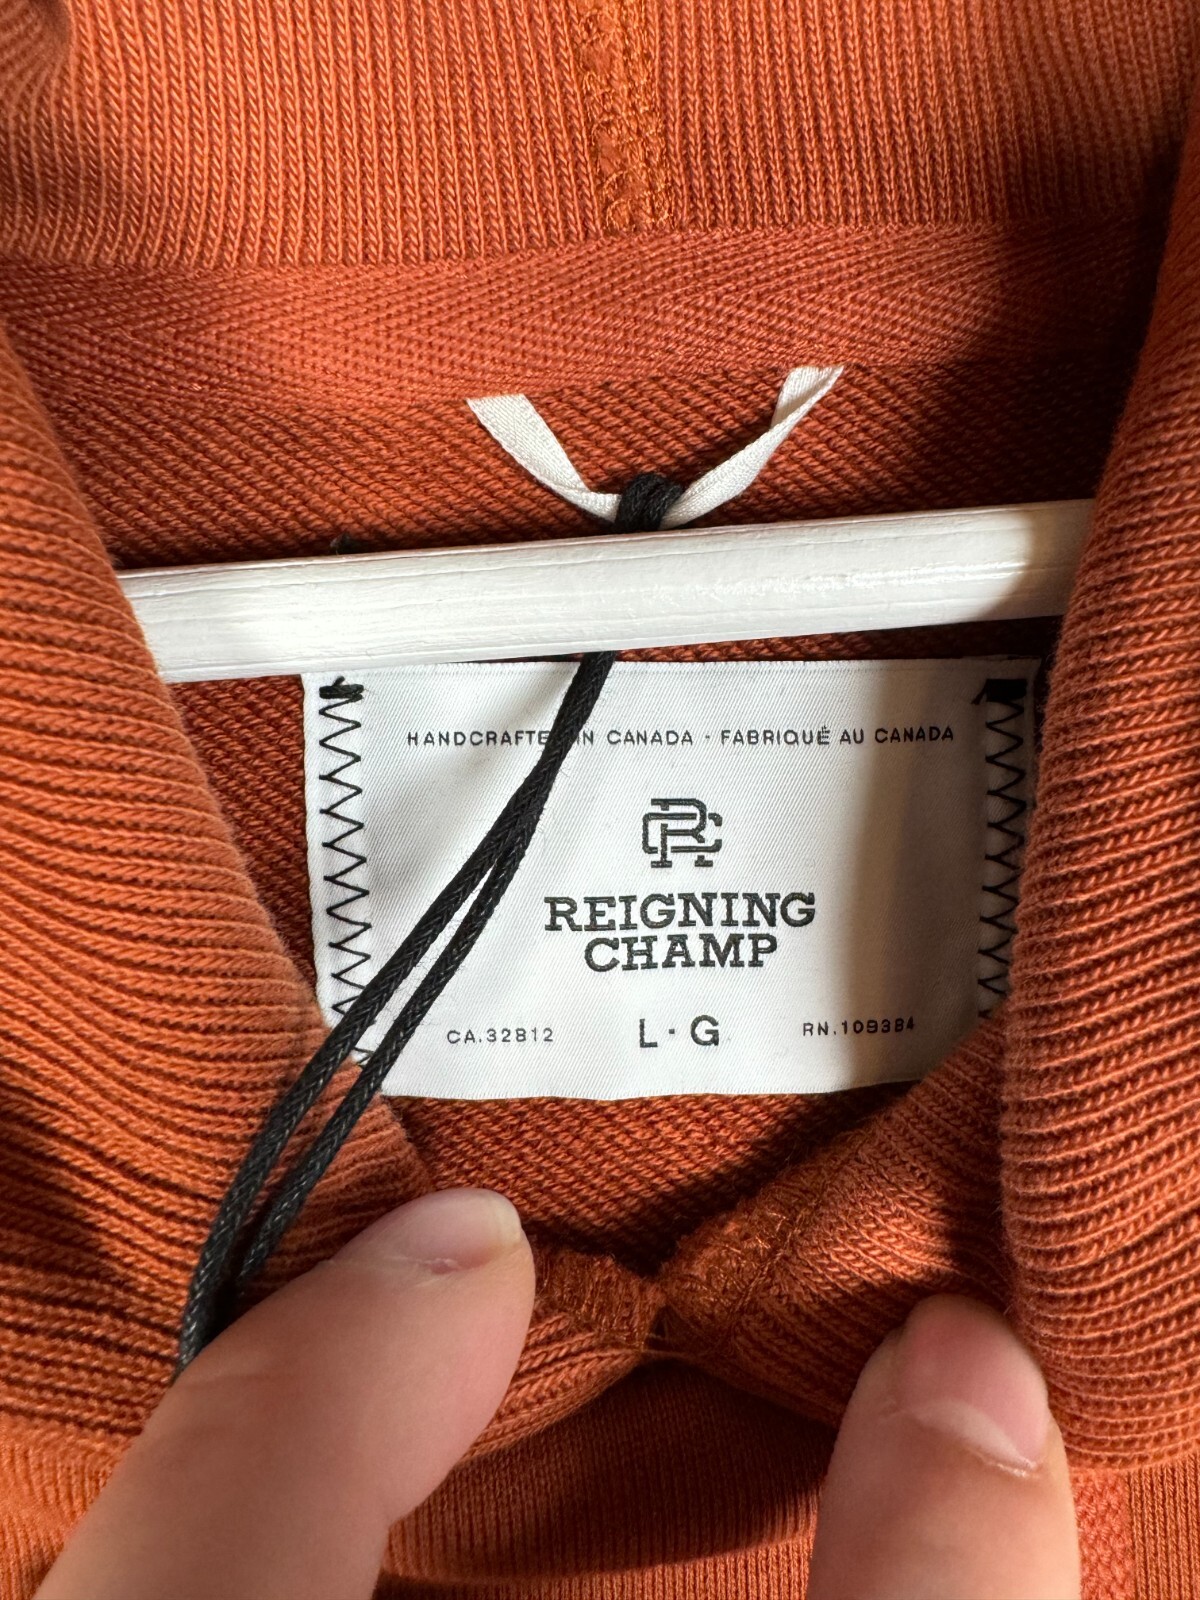 HANDCRAFTED IN CANADA - FABRIQUÉ AU CANADA
RC
REIGNING
CHAMP
CA.32812 L·G RN.109384